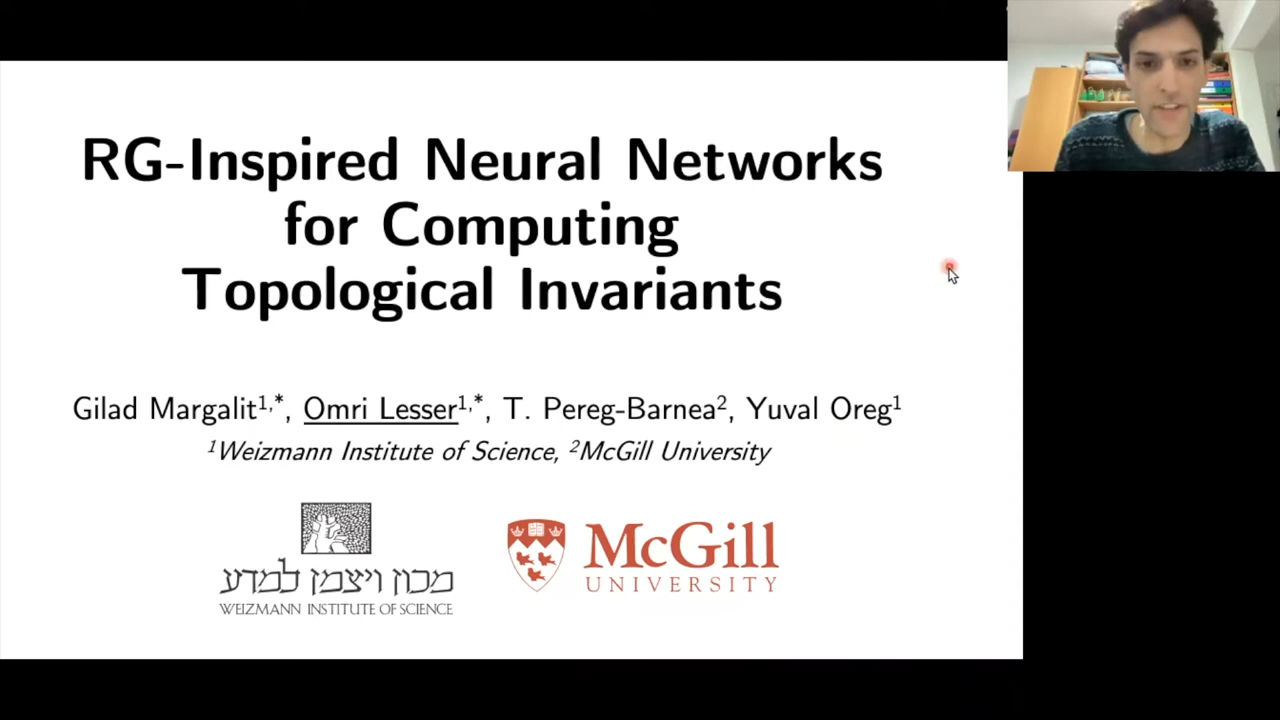 RG-Inspired Neural Networks
for Computing
Topological Invariants
Gilad Margalit¹,*, Omri Lesser¹,*, T. Pereg-Barnea², Yuval Oreg¹
¹Weizmann Institute of Science, ²McGill University
מכון ויצמן למדע
WEIZMANN INSTITUTE OF SCIENCE
McGill
UNIVERSITY